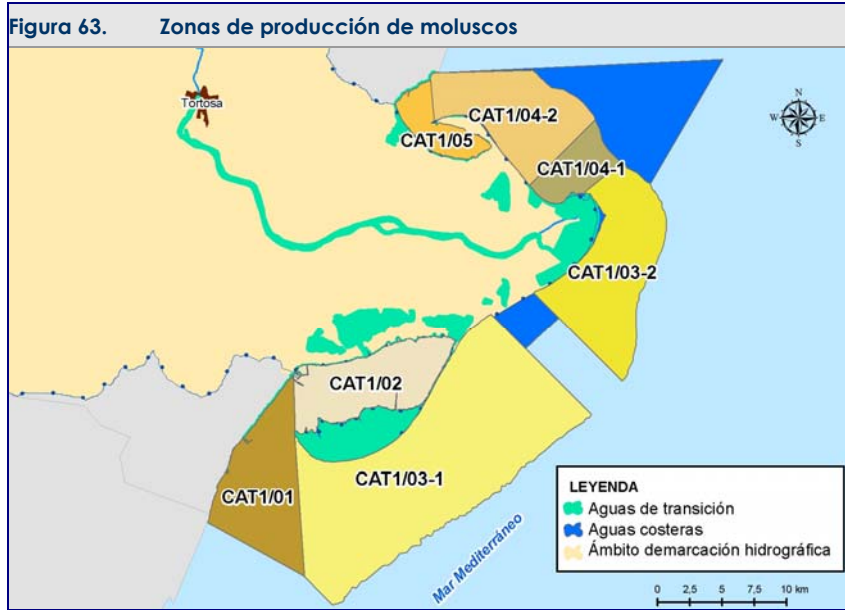 Figura 63. Zonas de producción de moluscos
Tortosa
N
W E
S
CAT1/04-2
CAT1/05
CAT1/04-1
CAT1/03-2
CAT1/02
CAT1/03-1
CAT1/01
Mar Mediterráneo
LEYENDA
Aguas de transición
Aguas costeras
Ámbito demarcación hidrográfica
0 2,5 5 7,5 10 km